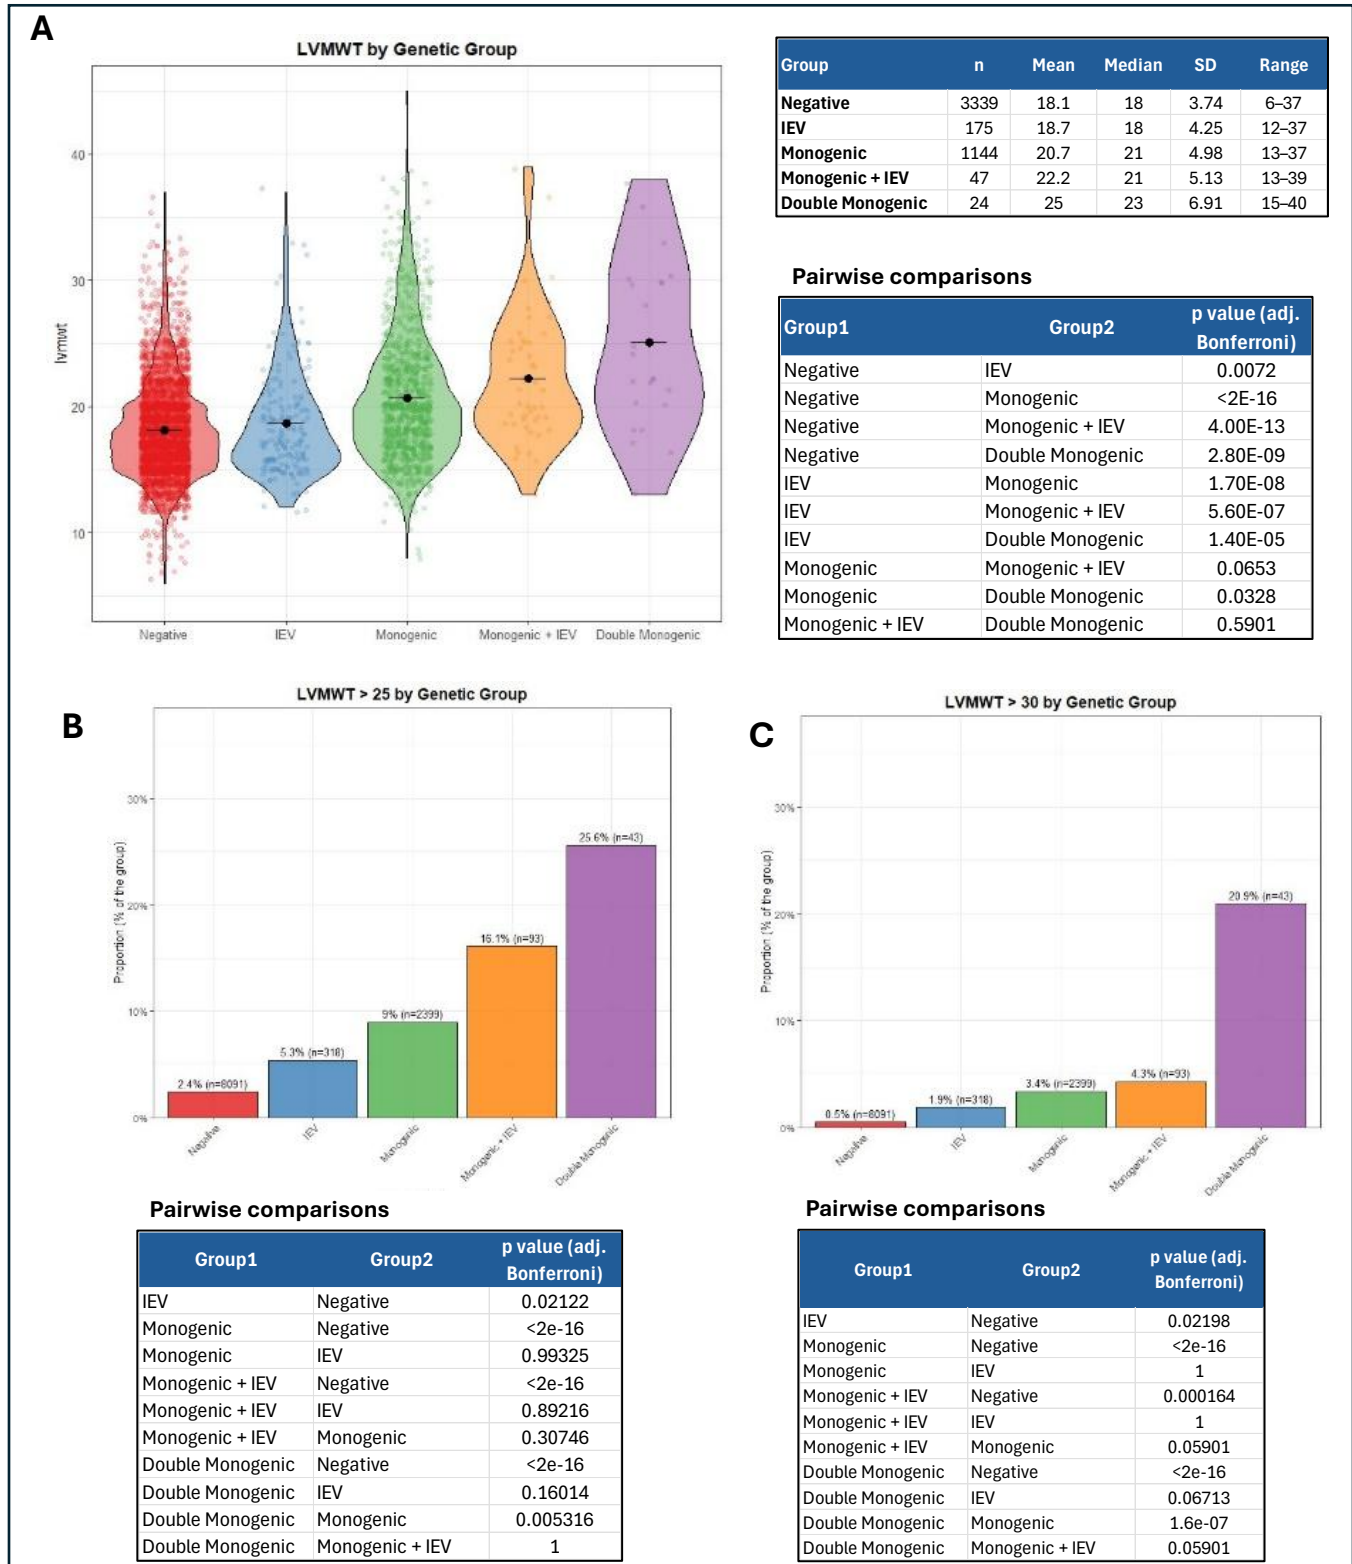 A
LVMWT by Genetic Group
lvmwt
40
30
20
10
Negative IEV Monogenic Monogenic + IEV Double Monogenic
Group n Mean Median SD Range
Negative 3339 18.1 18 3.74 6–37
IEV 175 18.7 18 4.25 12–37
Monogenic 1144 20.7 21 4.98 13–37
Monogenic + IEV 47 22.2 21 5.13 13–39
Double Monogenic 24 25 23 6.91 15–40
Pairwise comparisons
Group1 Group2 p value (adj. Bonferroni)
Negative IEV 0.0072
Negative Monogenic <2E-16
Negative Monogenic + IEV 4.00E-13
Negative Double Monogenic 2.80E-09
IEV Monogenic 1.70E-08
IEV Monogenic + IEV 5.60E-07
IEV Double Monogenic 1.40E-05
Monogenic Monogenic + IEV 0.0653
Monogenic Double Monogenic 0.0328
Monogenic + IEV Double Monogenic 0.5901
B
LVMWT > 25 by Genetic Group
Proportion (% of the group)
30%
20%
10%
0%
2.4% (n=8091)
5.3% (n=318)
9% (n=2399)
16.1% (n=93)
25.6% (n=43)
Negative IEV Monogenic Monogenic + IEV Double Monogenic
Pairwise comparisons
Group1 Group2 p value (adj. Bonferroni)
IEV Negative 0.02122
Monogenic Negative <2e-16
Monogenic IEV 0.99325
Monogenic + IEV Negative <2e-16
Monogenic + IEV IEV 0.89216
Monogenic + IEV Monogenic 0.30746
Double Monogenic Negative <2e-16
Double Monogenic IEV 0.16014
Double Monogenic Monogenic 0.005316
Double Monogenic Monogenic + IEV 1
C
LVMWT > 30 by Genetic Group
Proportion (% of the group)
30%
20%
10%
0%
0.5% (n=8091)
1.9% (n=318)
3.4% (n=2399)
4.3% (n=93)
20.9% (n=43)
Negative IEV Monogenic Monogenic + IEV Double Monogenic
Pairwise comparisons
Group1 Group2 p value (adj. Bonferroni)
IEV Negative 0.02198
Monogenic Negative <2e-16
Monogenic IEV 1
Monogenic + IEV Negative 0.000164
Monogenic + IEV IEV 1
Monogenic + IEV Monogenic 0.05901
Double Monogenic Negative <2e-16
Double Monogenic IEV 0.06713
Double Monogenic Monogenic 1.6e-07
Double Monogenic Monogenic + IEV 0.05901